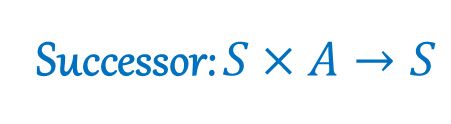 Successor: S × A → S